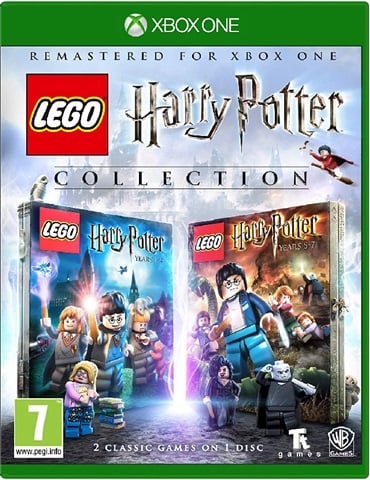 XBOX ONE
REMASTERED FOR XBOX ONE
LEGO
Harry Potter
COLLECTION
LEGO
Harry Potter
YEARS 1-4
LEGO
Harry Potter
YEARS 5-7
7
www.pegi.info
2 CLASSIC GAMES ON 1 DISC
Tt
games
WB
GAMES